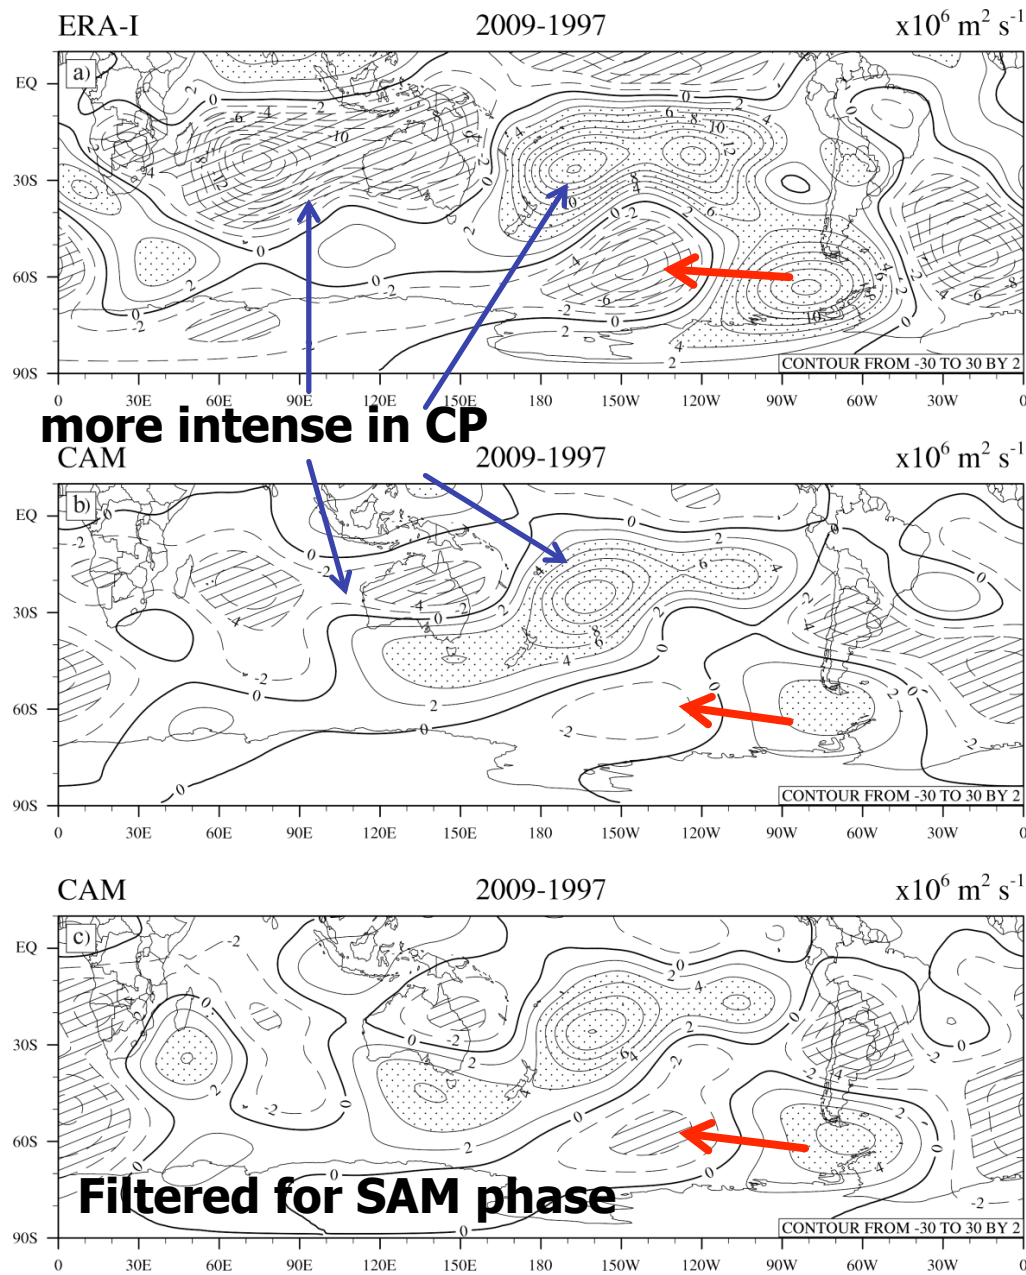 ERA-I 2009-1997 x10⁶ m² s⁻¹
a)
EQ
30S
60S
90S
0 30E 60E 90E 120E 150E 180 150W 120W 90W 60W 30W 0
CONTOUR FROM -30 TO 30 BY 2
more intense in CP
CAM 2009-1997 x10⁶ m² s⁻¹
b)
EQ
30S
60S
90S
0 30E 60E 90E 120E 150E 180 150W 120W 90W 60W 30W 0
CONTOUR FROM -30 TO 30 BY 2
CAM 2009-1997 x10⁶ m² s⁻¹
c)
EQ
30S
60S
90S
0 30E 60E 90E 120E 150E 180 150W 120W 90W 60W 30W 0
Filtered for SAM phase
CONTOUR FROM -30 TO 30 BY 2